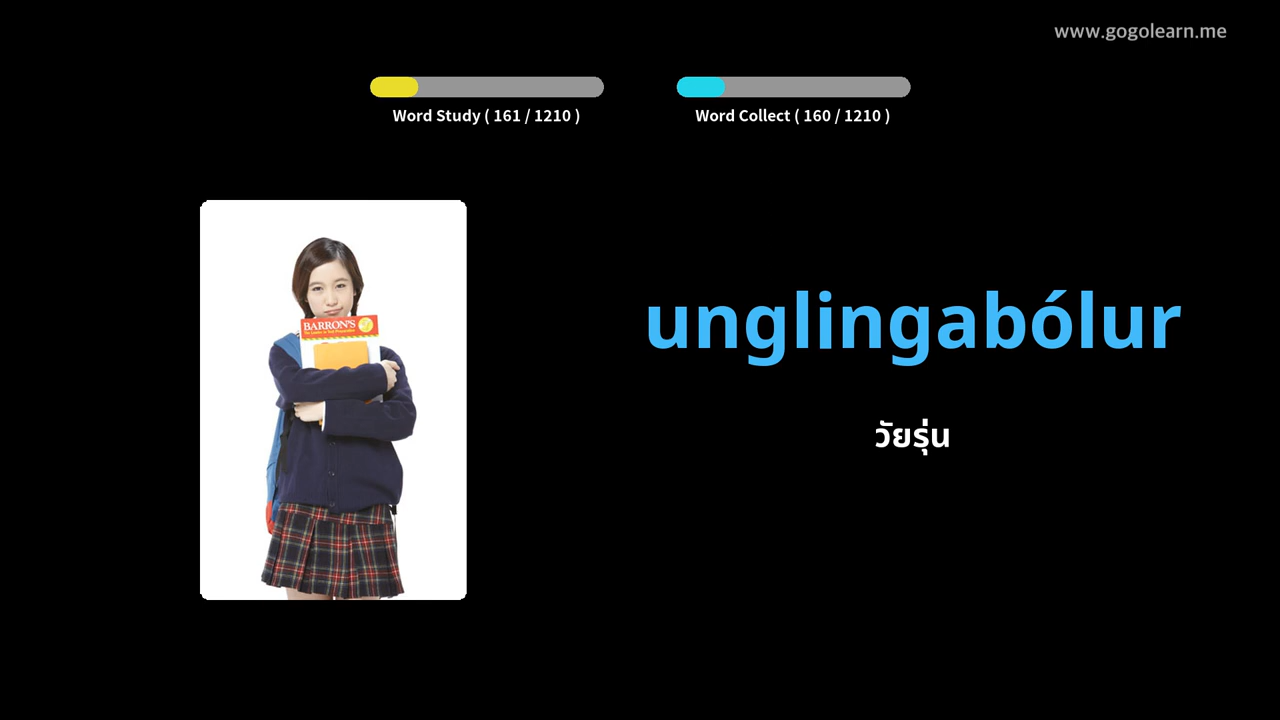 www.gogolearn.me
Word Study ( 161 / 1210 )
Word Collect ( 160 / 1210 )
BARRON'S
unglingabólur
วัยรุ่น